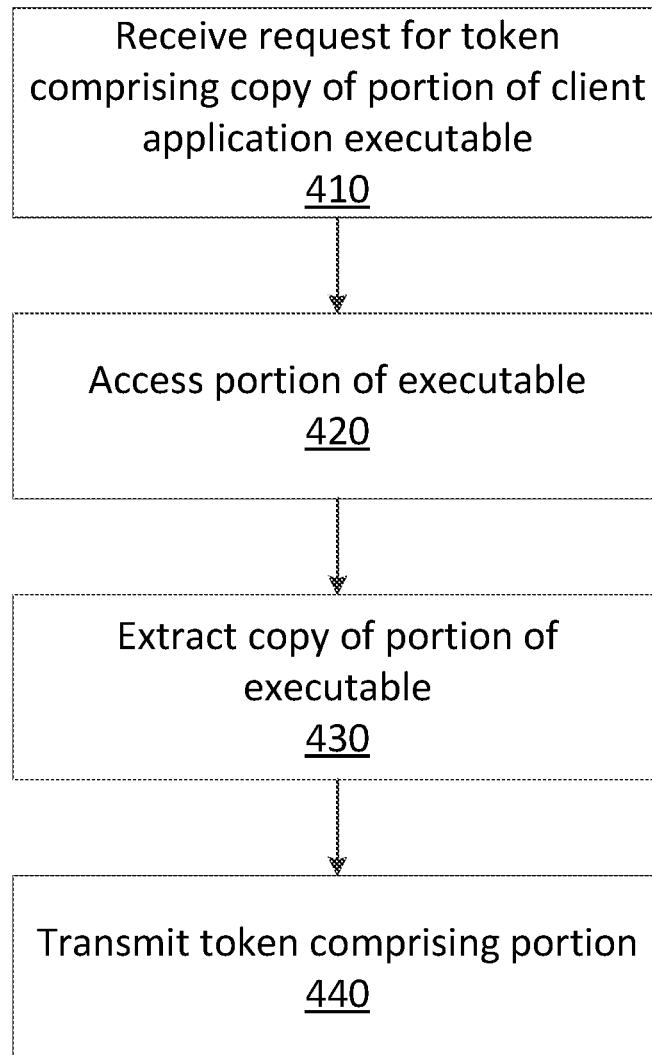 Receive request for token
comprising copy of portion of client
application executable
410
Access portion of executable
420
Extract copy of portion of
executable
430
Transmit token comprising portion
440